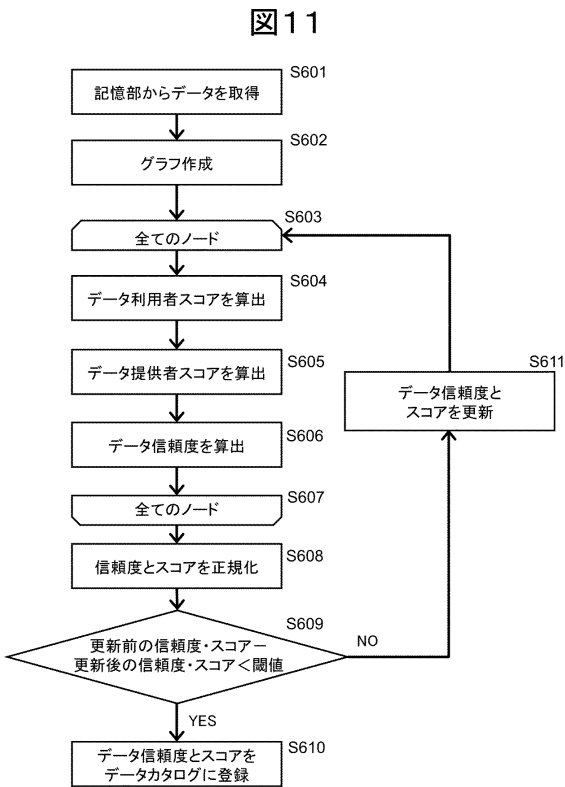 図11
S601
記憶部からデータを取得
S602
グラフ作成
S603
全てのノード
S604
データ利用者スコアを算出
S605
データ提供者スコアを算出
S611
データ信頼度と
スコアを更新
S606
データ信頼度を算出
S607
全てのノード
S608
信頼度とスコアを正規化
S609
更新前の信頼度・スコアー
更新後の信頼度・スコア<閾値
NO
YES
S610
データ信頼度とスコアを
データカタログに登録